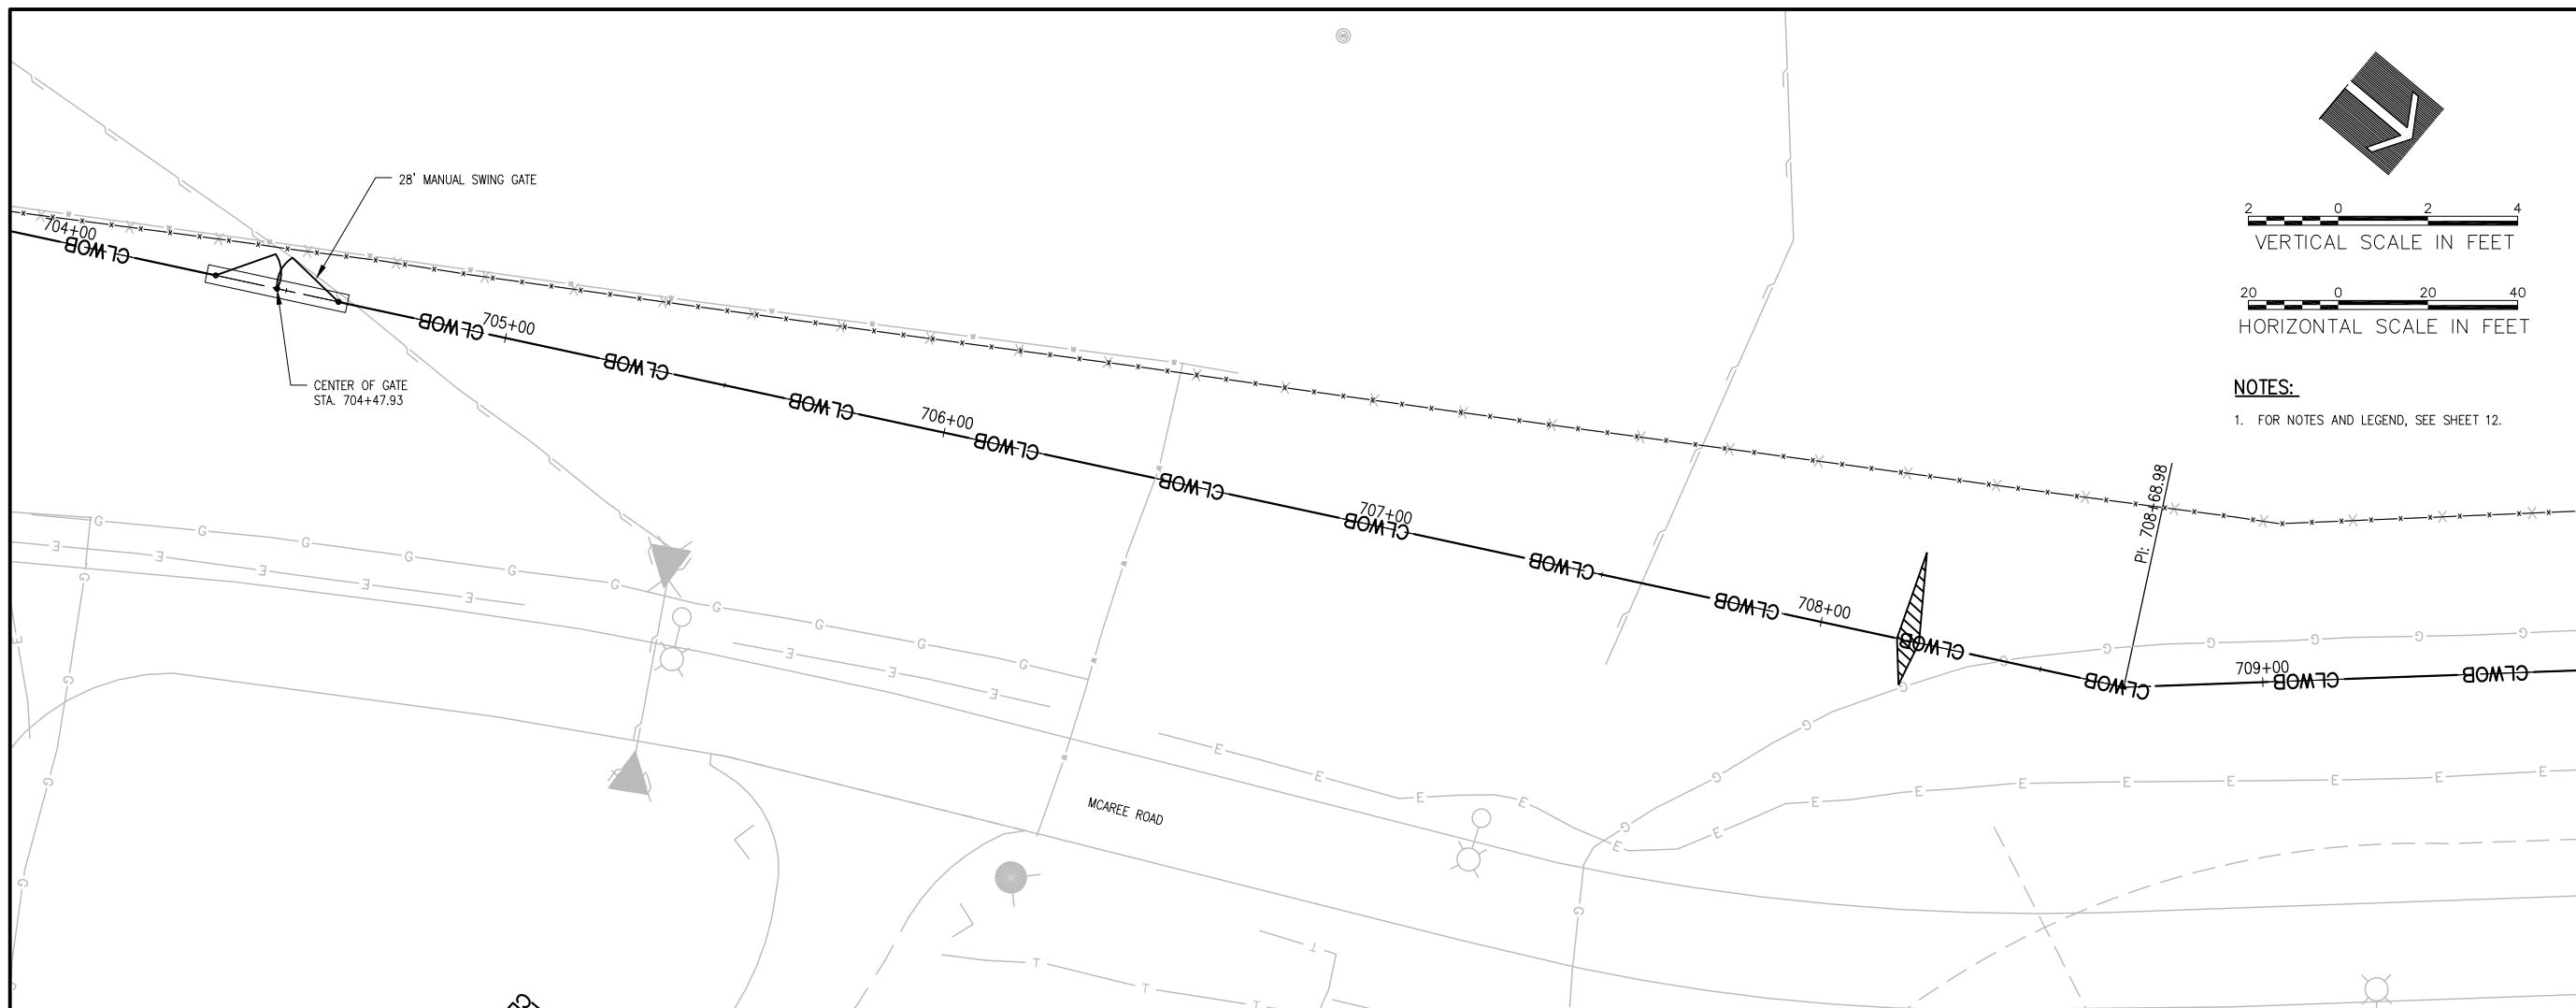 2 0 2 4
VERTICAL SCALE IN FEET
20 0 20 40
HORIZONTAL SCALE IN FEET
NOTES:
1. FOR NOTES AND LEGEND, SEE SHEET 12.
28' MANUAL SWING GATE
CENTER OF GATE
STA. 704+47.93
704+00
CLWOB
CLWOB
705+00
CLWOB
CLWOB
706+00
CLWOB
CLWOB
707+00
CLWOB
CLWOB
CLWOB
708+00
CLWOB
PI: 708+68.98
CLWOB
709+00
CLWOB
CLWOB
MCAREE ROAD
G G G G G G G G G G
E E E E E
E E E
E E E E E E E E E E E E E E
G G G G G G G G G G
G G G G
G
E
T T T
T
W W W W W W W W W W W W